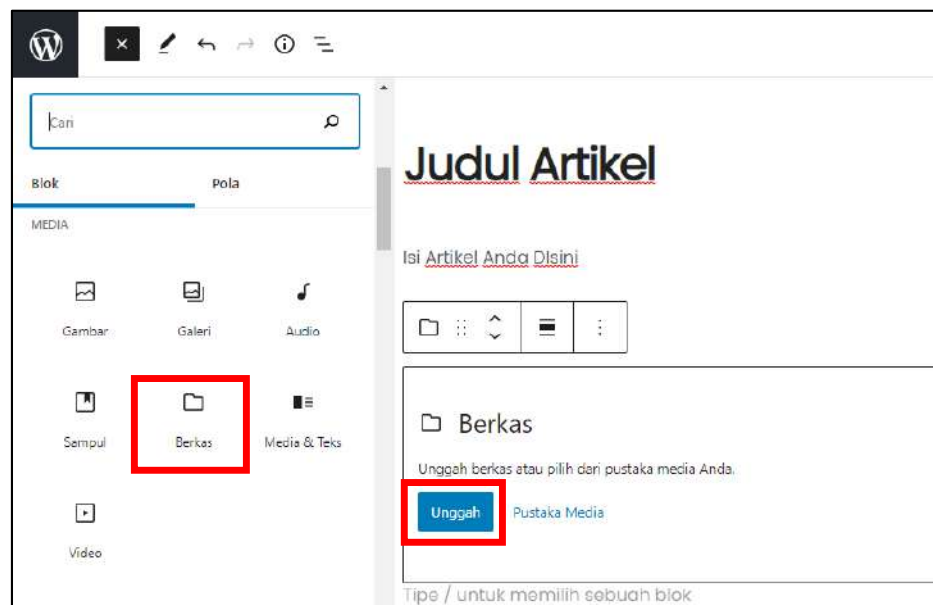 Cari
Blok Pola
MEDIA
Gambar Galeri Audio
Sampul Berkas Media & Teks
Video
Judul Artikel
Isi Artikel Anda DIsini
Berkas
Unggah berkas atau pilih dari pustaka media Anda.
Unggah Pustaka Media
Tipe / untuk memilih sebuah blok